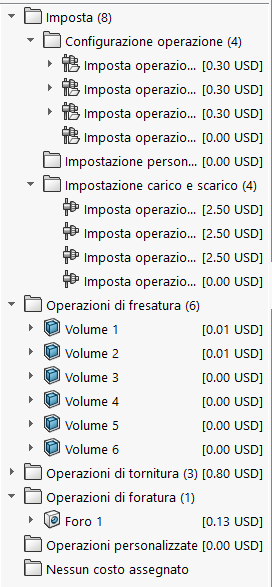 Imposta (8)
Configurazione operazione (4)
Imposta operazio... [0.30 USD]
Imposta operazio... [0.30 USD]
Imposta operazio... [0.30 USD]
Imposta operazio... [0.00 USD]
Impostazione person... [0.00 USD]
Impostazione carico e scarico (4)
Imposta operazio... [2.50 USD]
Imposta operazio... [2.50 USD]
Imposta operazio... [2.50 USD]
Imposta operazio... [0.00 USD]
Operazioni di fresatura (6)
Volume 1 [0.01 USD]
Volume 2 [0.01 USD]
Volume 3 [0.00 USD]
Volume 4 [0.00 USD]
Volume 5 [0.00 USD]
Volume 6 [0.00 USD]
Operazioni di tornitura (3) [0.80 USD]
Operazioni di foratura (1)
Foro 1 [0.13 USD]
Operazioni personalizzate [0.00 USD]
Nessun costo assegnato